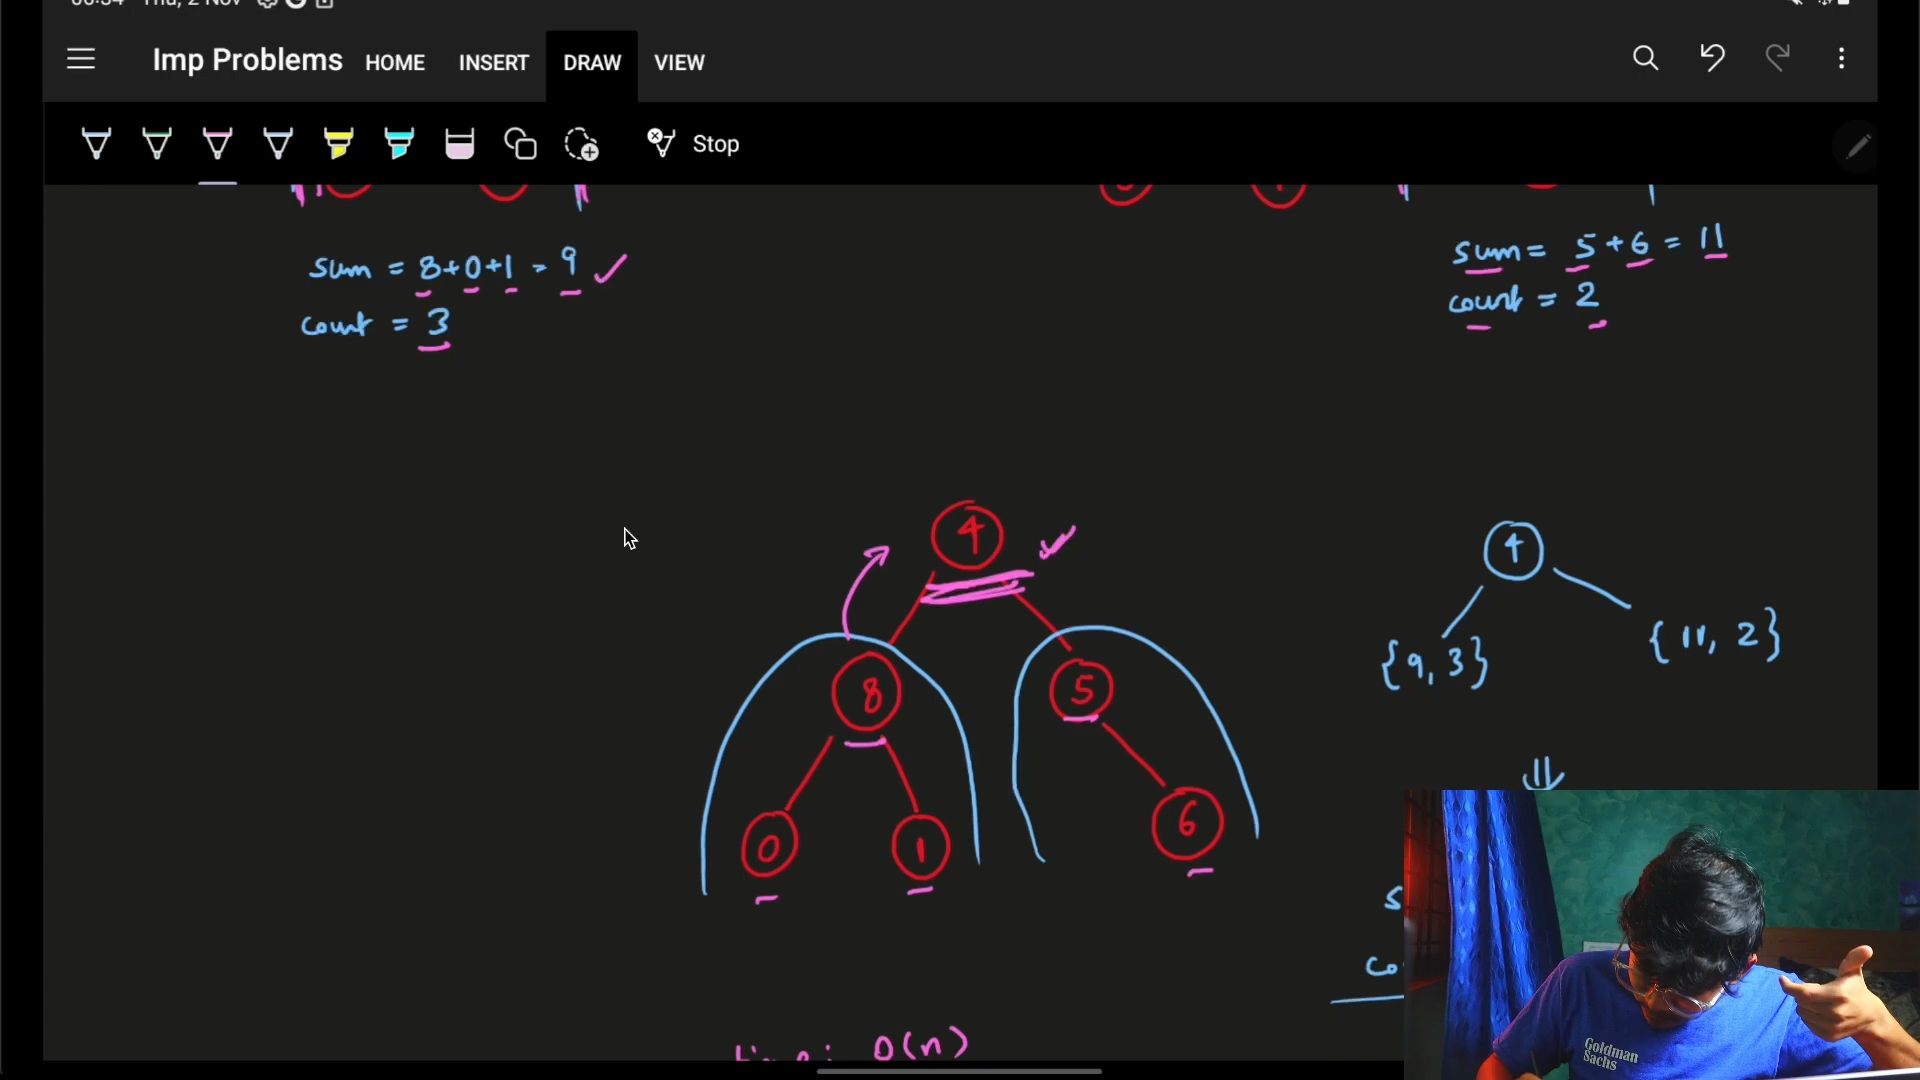 Imp Problems HOME INSERT DRAW VIEW
Stop
sum = 8+0+1 = 9
count = 3
sum = 5+6 = 11
count = 2
4
8 5
0 1 6
4
{9, 3} {11, 2}
O(n)
Goldman
Sachs